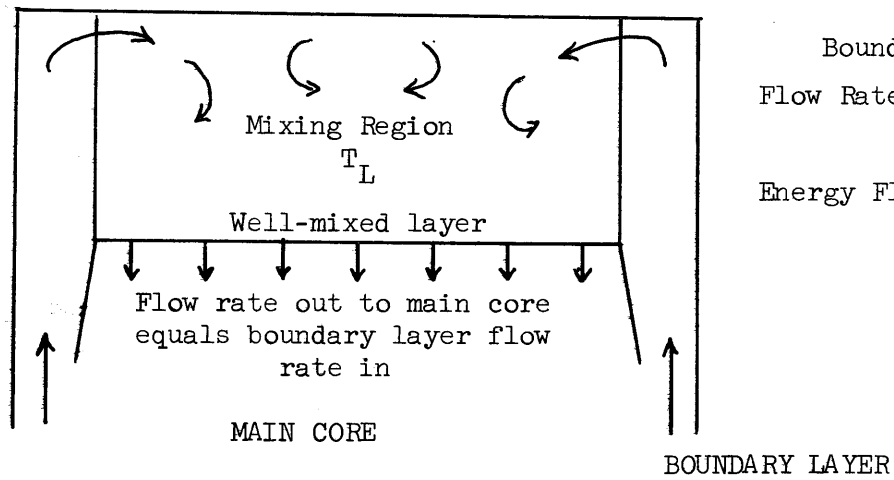 Bound
Flow Rate
Energy Fl
Mixing Region
T_L
Well-mixed layer
Flow rate out to main core
equals boundary layer flow
rate in
MAIN CORE
BOUNDARY LAYER